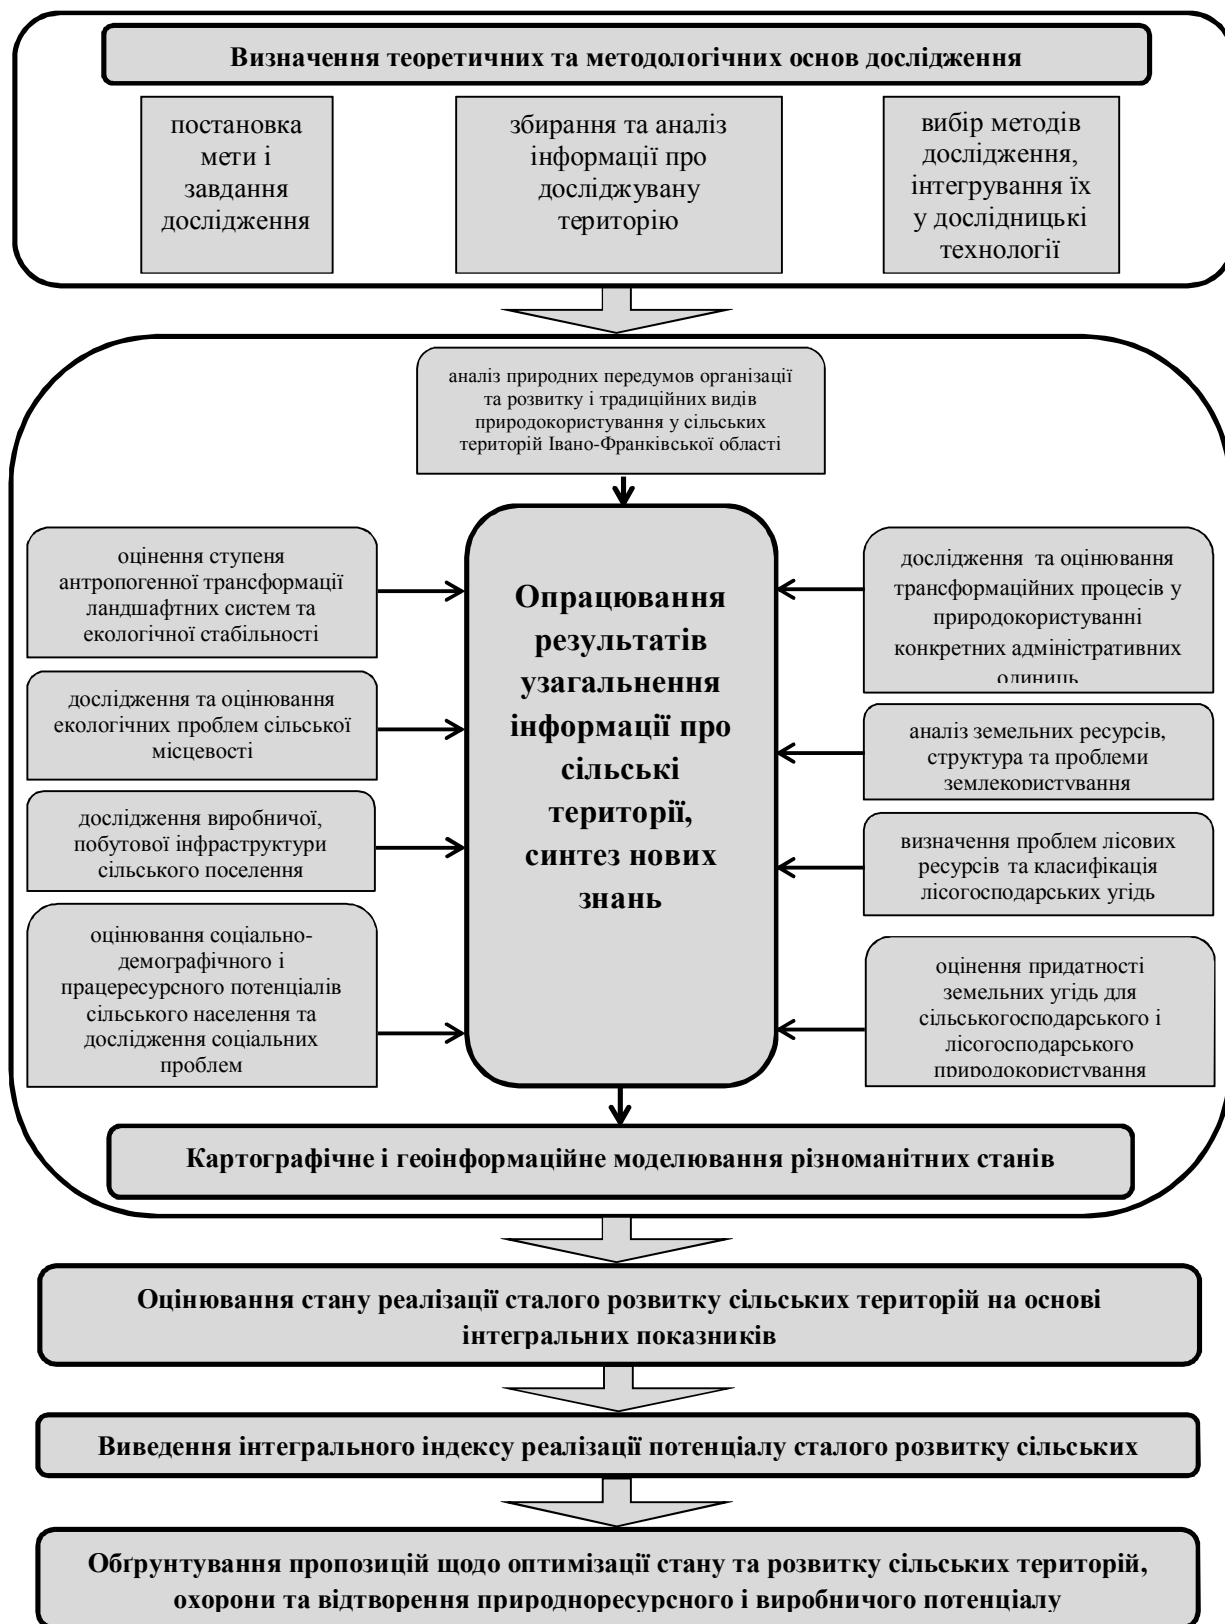 Визначення теоретичних та методологічних основ дослідження
постановка
мети і
завдання
дослідження
збирання та аналіз
інформації про
досліджувану
територію
вибір методів
дослідження,
інтегрування їх
у дослідницькі
технології
аналіз природних передумов організації
та розвитку і традиційних видів
природокористування у сільських
територій Івано-Франківської області
оцінення ступеня
антропогенної трансформації
ландшафтних систем та
екологічної стабільності
дослідження та оцінювання
екологічних проблем сільської
місцевості
дослідження виробничої,
побутової інфраструктури
сільського поселення
оцінювання соціально-
демографічного і
працересурсного потенціалів
сільського населення та
дослідження соціальних
проблем
Опрацювання
результатів
узагальнення
інформації про
сільські
території,
синтез нових
знань
дослідження та оцінювання
трансформаційних процесів у
природокористуванні
конкретних адміністративних
одиниць
аналіз земельних ресурсів,
структура та проблеми
землекористування
визначення проблем лісових
ресурсів та класифікація
лісогосподарських угідь
оцінення придатності
земельних угідь для
сільськогосподарського і
лісогосподарського
природокористування
Картографічне і геоінформаційне моделювання різноманітних станів
Оцінювання стану реалізації сталого розвитку сільських територій на основі
інтегральних показників
Виведення інтегрального індексу реалізації потенціалу сталого розвитку сільських
Обґрунтування пропозицій щодо оптимізації стану та розвитку сільських територій,
охорони та відтворення природноресурсного і виробничого потенціалу